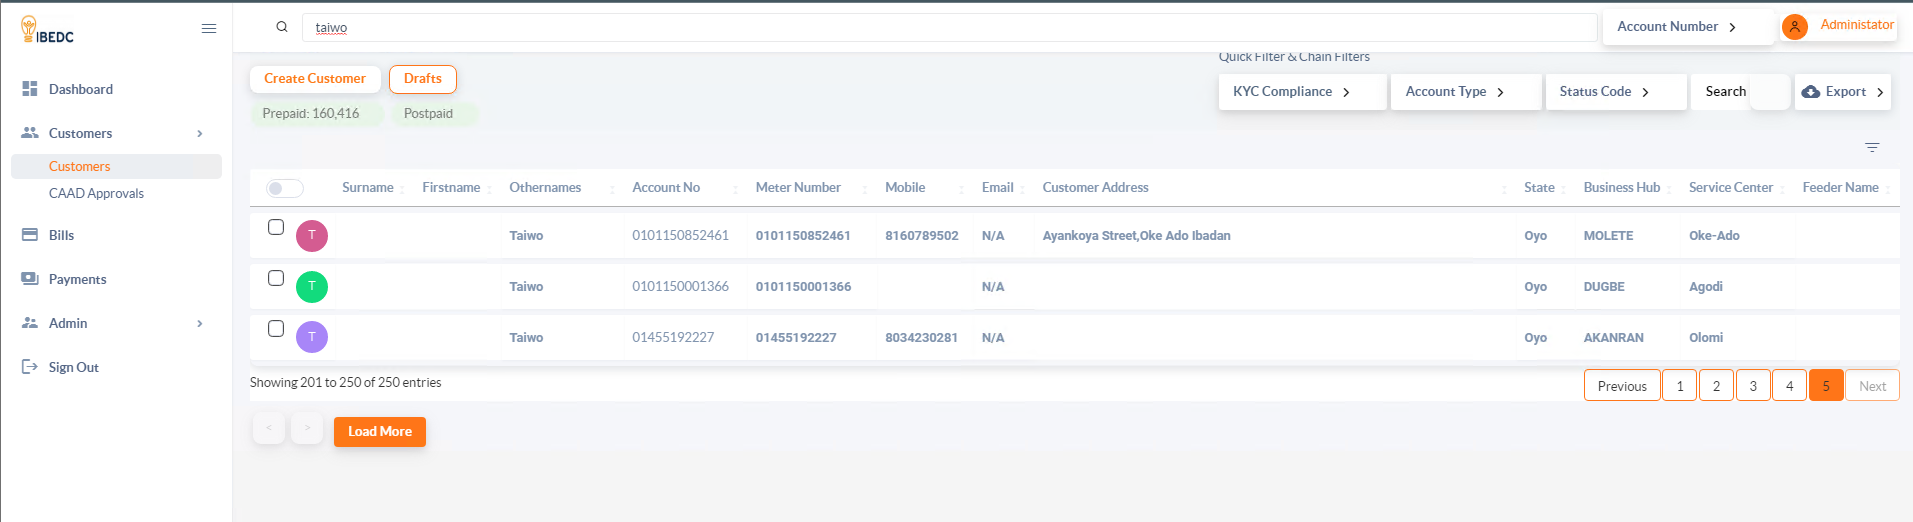 IBEDC
taiwo
Account Number
Administator
Quick Filter & Chain Filters
Dashboard
Customers
Customers
CAAD Approvals
Bills
Payments
Admin
Sign Out
Create Customer Drafts
Prepaid: 160,416 Postpaid
KYC Compliance Account Type Status Code Search Export
Surname Firstname Othernames Account No Meter Number Mobile Email Customer Address State Business Hub Service Center Feeder Name
T Taiwo 0101150852461 0101150852461 8160789502 N/A Ayankoya Street,Oke Ado Ibadan Oyo MOLETE Oke-Ado
T Taiwo 0101150001366 0101150001366 N/A Oyo DUGBE Agodi
T Taiwo 01455192227 01455192227 8034230281 N/A Oyo AKANRAN Olomi
Showing 201 to 250 of 250 entries
Previous 1 2 3 4 5 Next
< > Load More